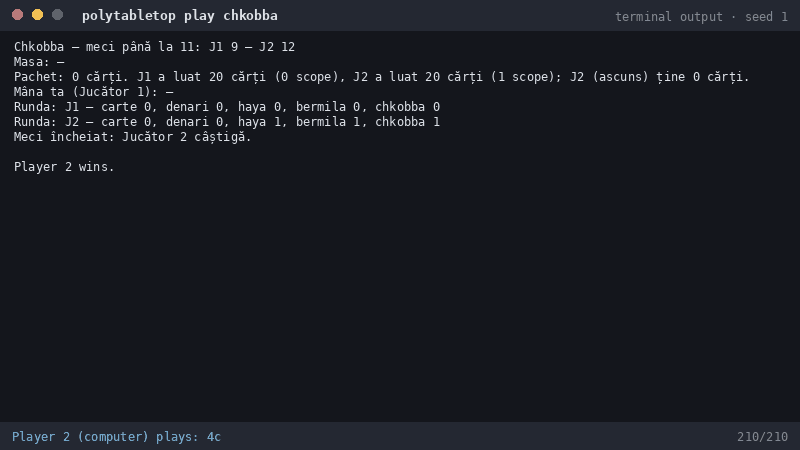 polytabletop play chkobba
terminal output · seed 1
Chkobba — meci până la 11: J1 9 — J2 12
Masa: —
Pachet: 0 cărți. J1 a luat 20 cărți (0 scope), J2 a luat 20 cărți (1 scope); J2 (ascuns) ține 0 cărți.
Mâna ta (Jucător 1): —
Runda: J1 — carte 0, denari 0, haya 0, bermila 0, chkobba 0
Runda: J2 — carte 0, denari 0, haya 1, bermila 1, chkobba 1
Meci încheiat: Jucător 2 câștigă.
Player 2 wins.
Player 2 (computer) plays: 4c
210/210